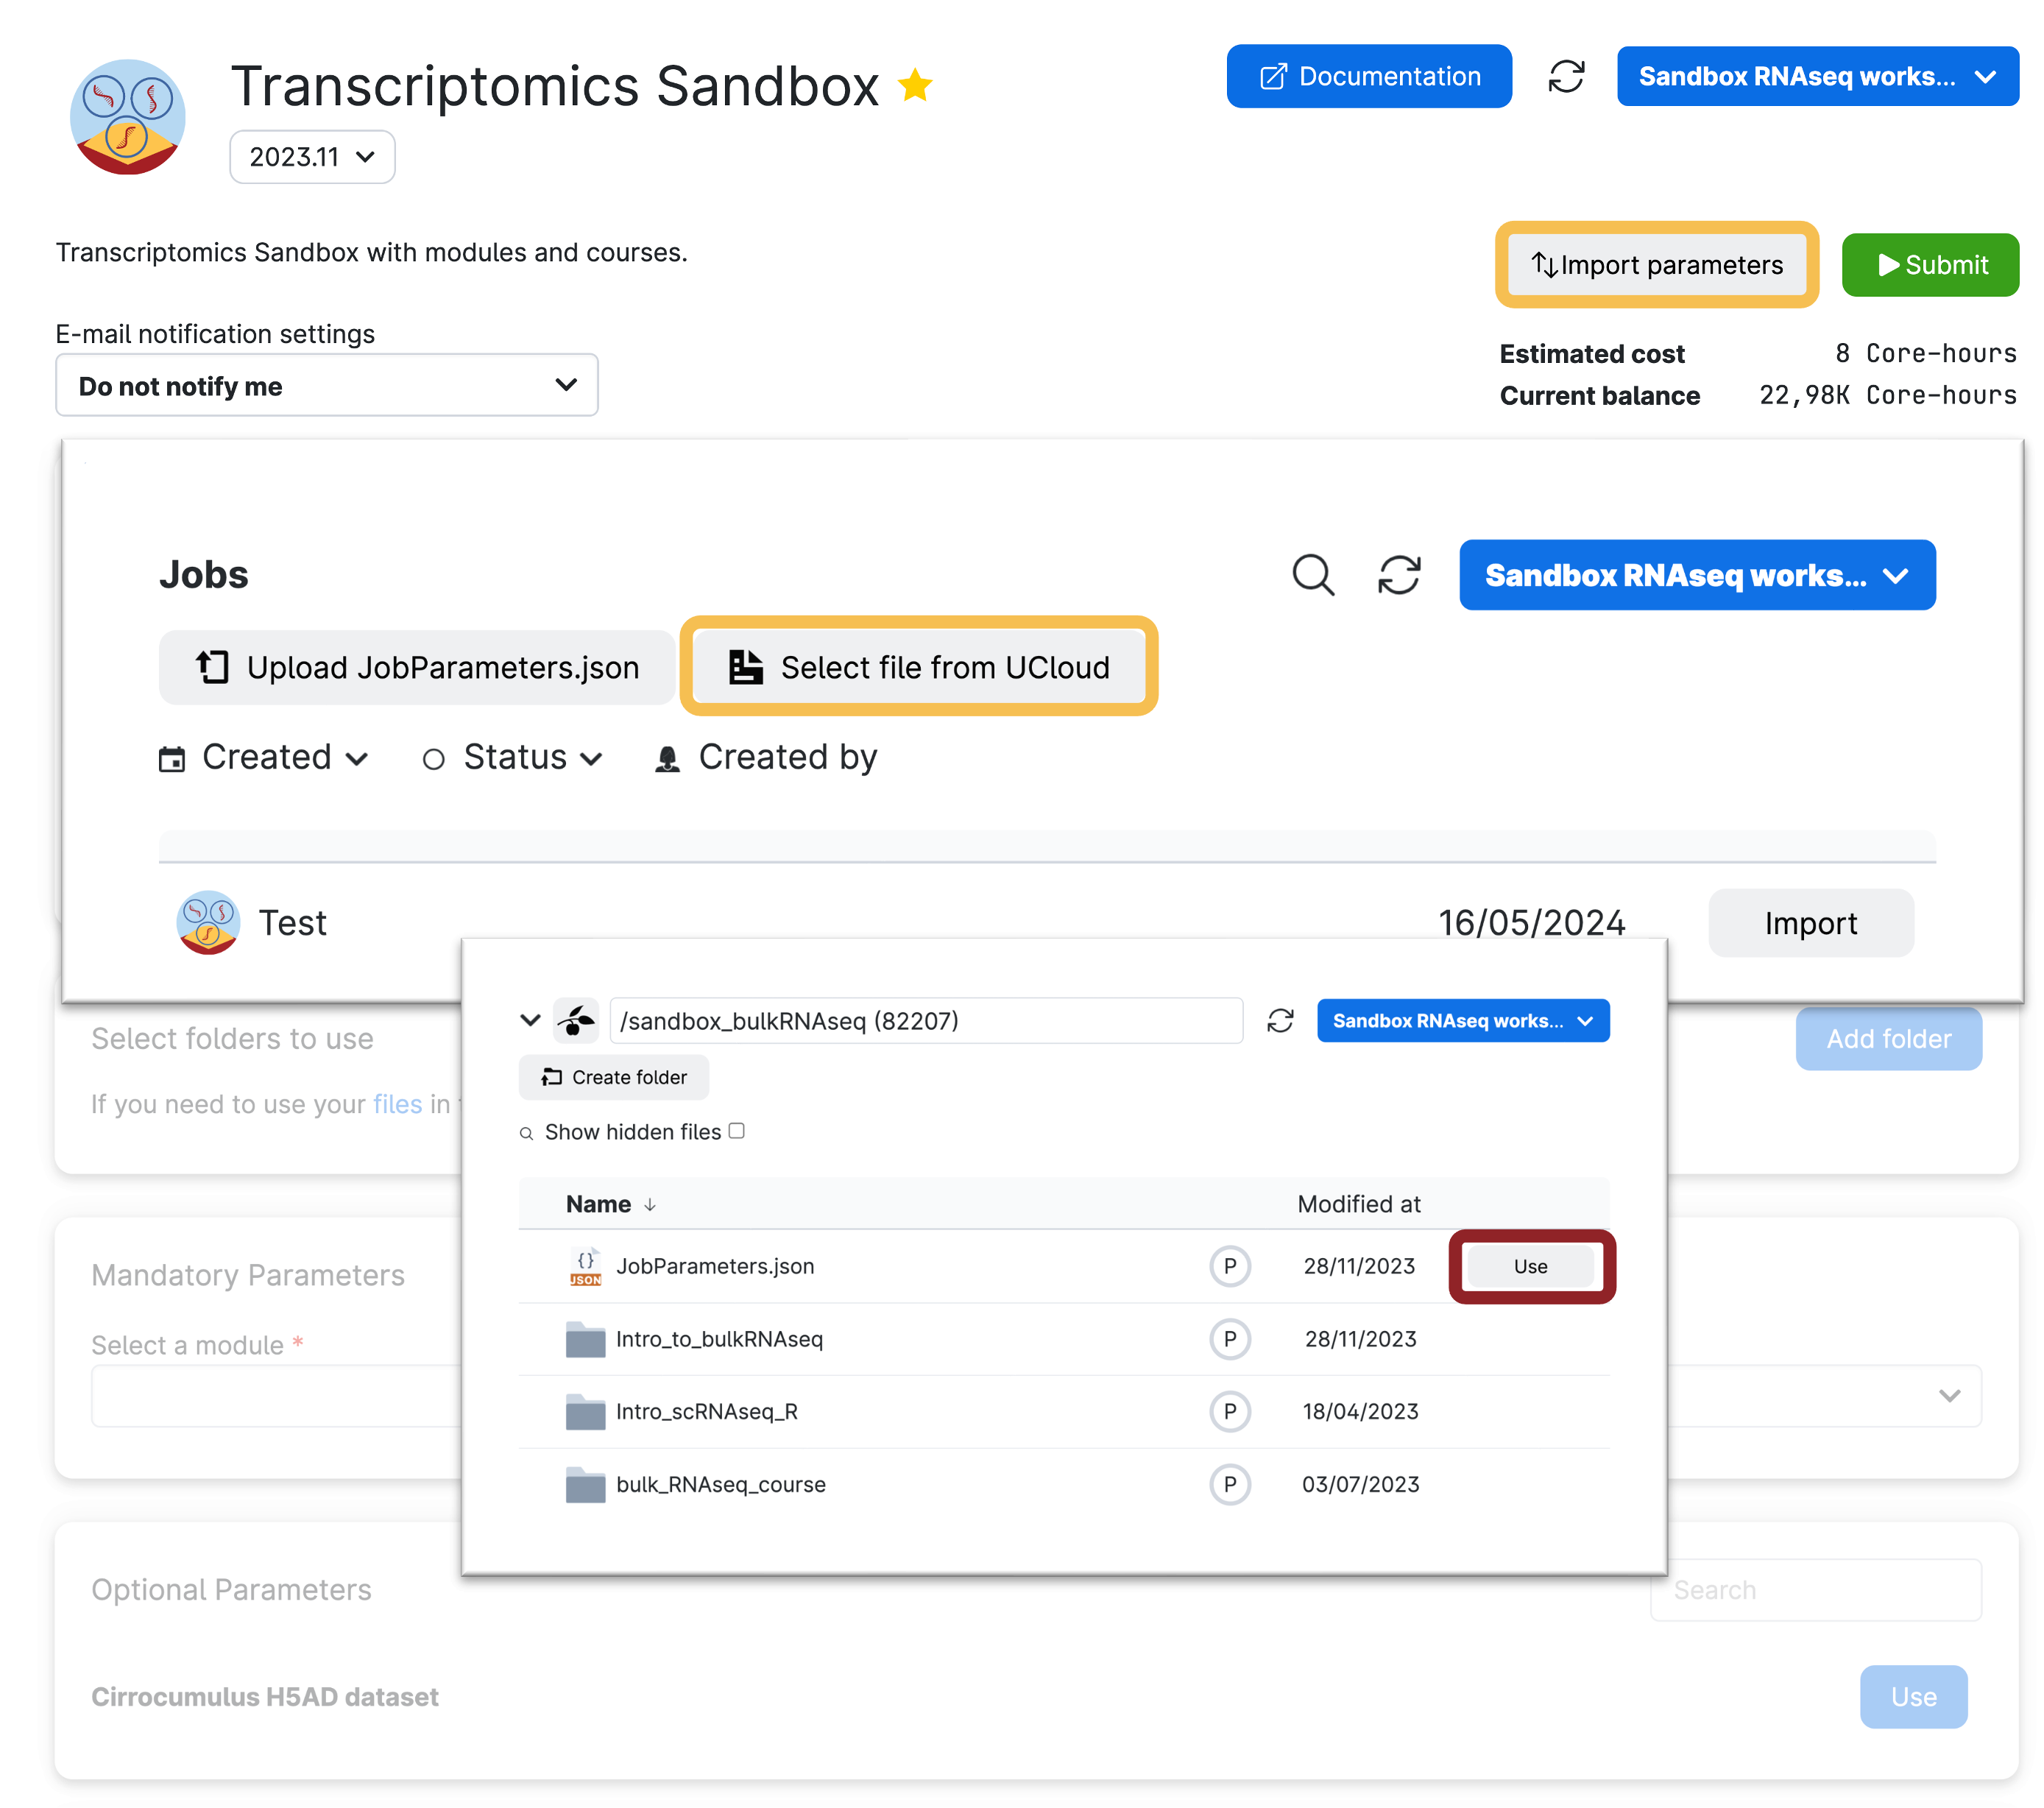 Transcriptomics Sandbox
Documentation
Sandbox RNAseq works...
2023.11
Transcriptomics Sandbox with modules and courses.
Import parameters
Submit
E-mail notification settings
Do not notify me
Estimated cost 8 Core-hours
Current balance 22,98K Core-hours
Jobs
Sandbox RNAseq works...
Upload JobParameters.json
Select file from UCloud
Created
Status
Created by
Test
16/05/2024
Import
/sandbox_bulkRNAseq (82207)
Sandbox RNAseq works...
Create folder
Show hidden files
Name
Modified at
{}
JSON
JobParameters.json P 28/11/2023 Use
Intro_to_bulkRNAseq P 28/11/2023
Intro_scRNAseq_R P 18/04/2023
bulk_RNAseq_course P 03/07/2023
Select folders to use
Add folder
If you need to use your files in
Mandatory Parameters
Select a module *
Optional Parameters
Search
Cirrocumulus H5AD dataset
Use